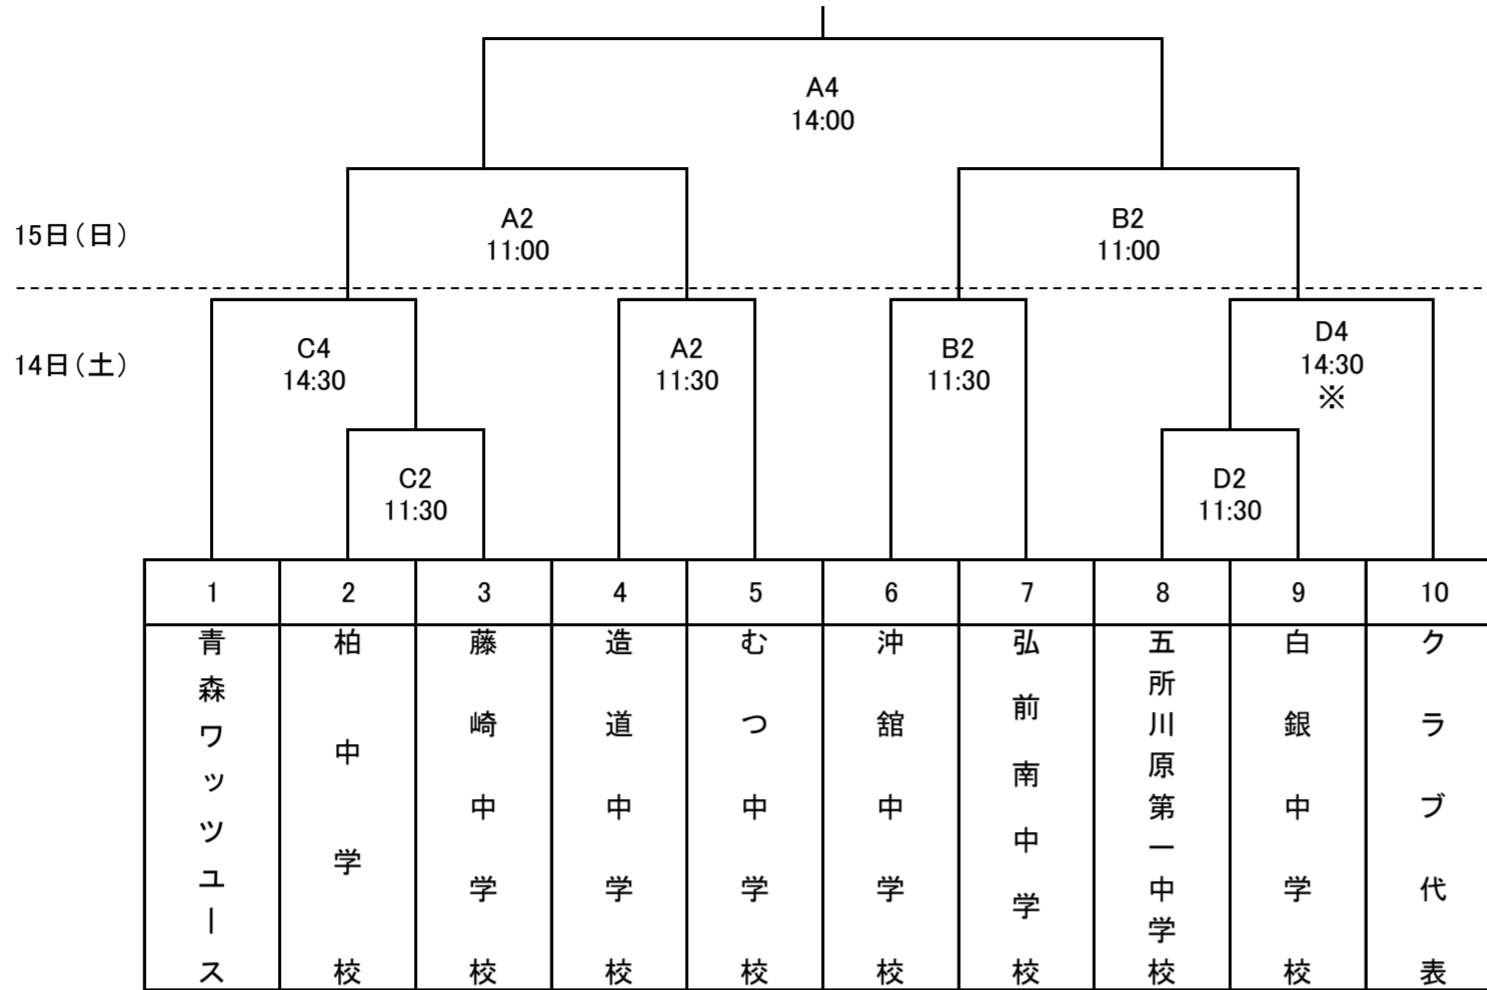 A4
14:00
15日(日)
A2
11:00
B2
11:00
14日(土)
C4
14:30
A2
11:30
B2
11:30
D4
14:30
※
C2
11:30
D2
11:30
1
2
3
4
5
6
7
8
9
10
青森ワッツユース
柏中学校
藤崎中学校
造道中学校
むつ中学校
沖舘中学校
弘前南中学校
五所川原第一中学校
白銀中学校
クラブ代表